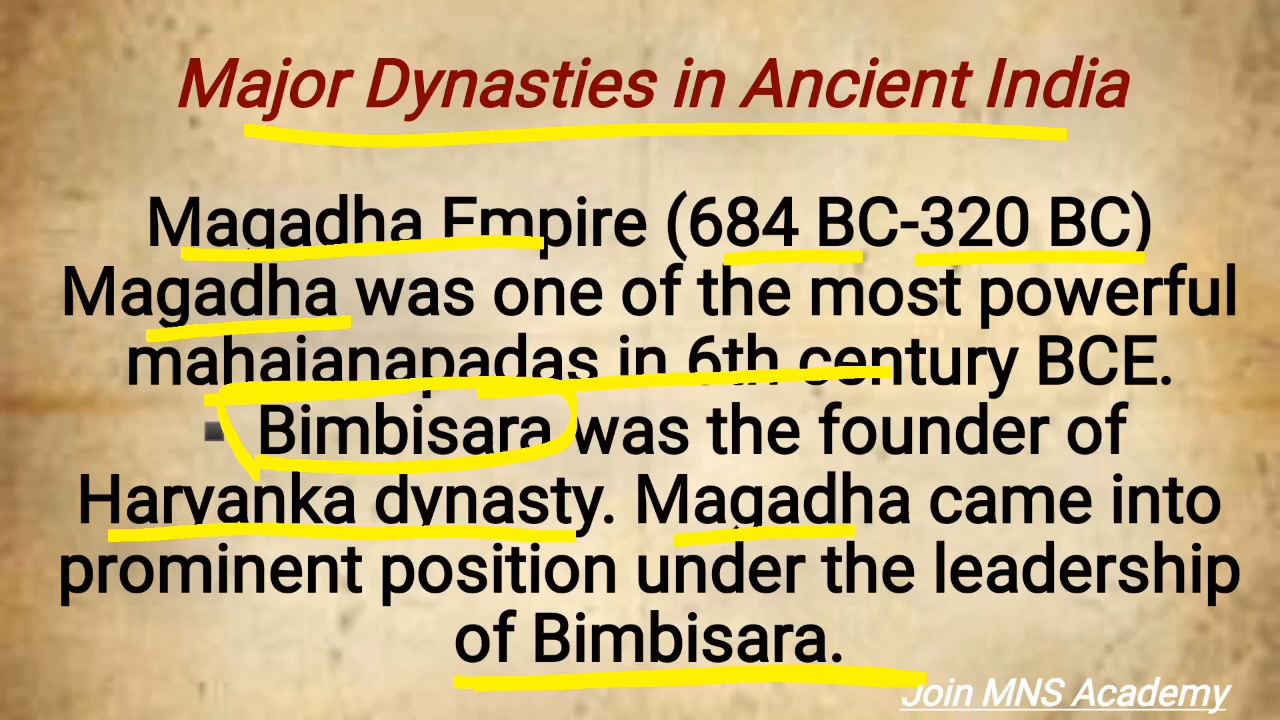 Major Dynasties in Ancient India
Magadha Empire (684 BC-320 BC)
Magadha was one of the most powerful
mahajanapadas in 6th century BCE.
▪ Bimbisara was the founder of
Haryanka dynasty. Magadha came into
prominent position under the leadership
of Bimbisara.
Join MNS Academy